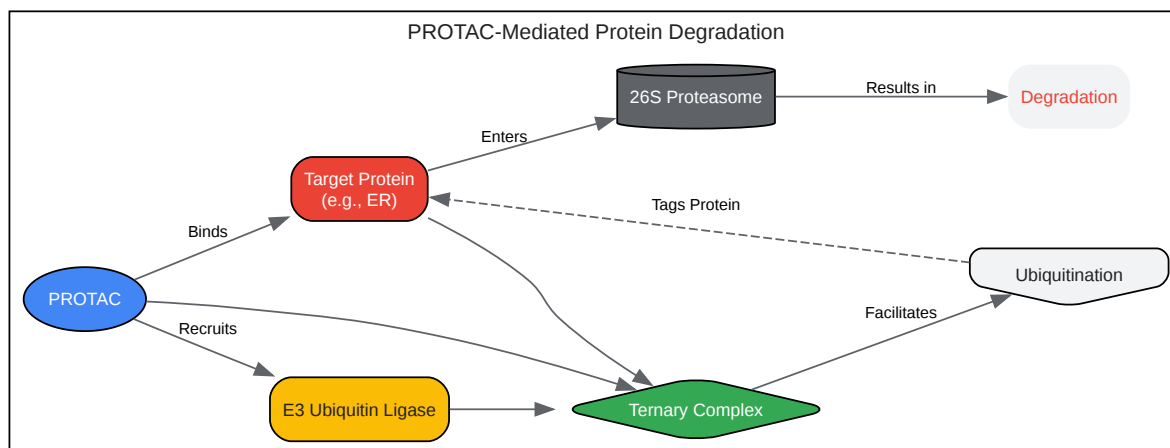 PROTAC-Mediated Protein Degradation
26S Proteasome
Results in
Degradation
Enters
Target Protein
(e.g., ER)
Tags Protein
Binds
Ubiquitination
PROTAC
Facilitates
Recruits
E3 Ubiquitin Ligase
Ternary Complex